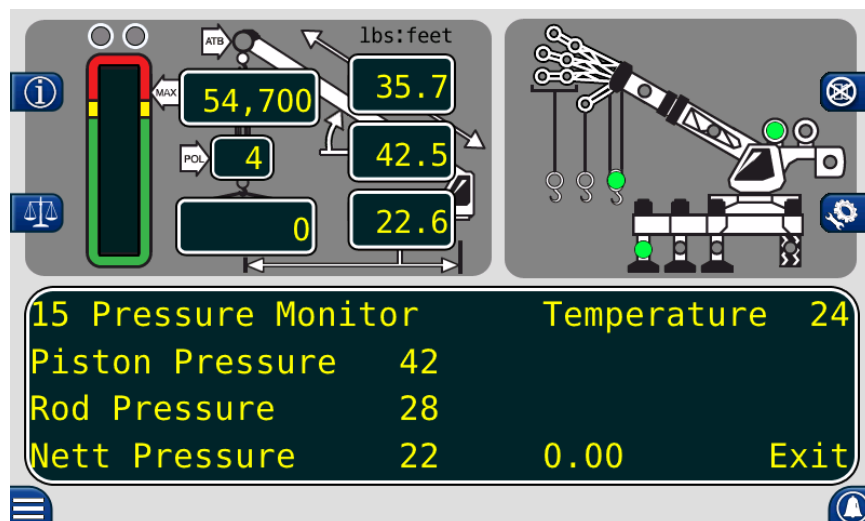 lbs:feet
ATB
MAX
54,700
35.7
POL
4
42.5
0
22.6
15 Pressure Monitor Temperature 24
Piston Pressure 42
Rod Pressure 28
Nett Pressure 22 0.00 Exit